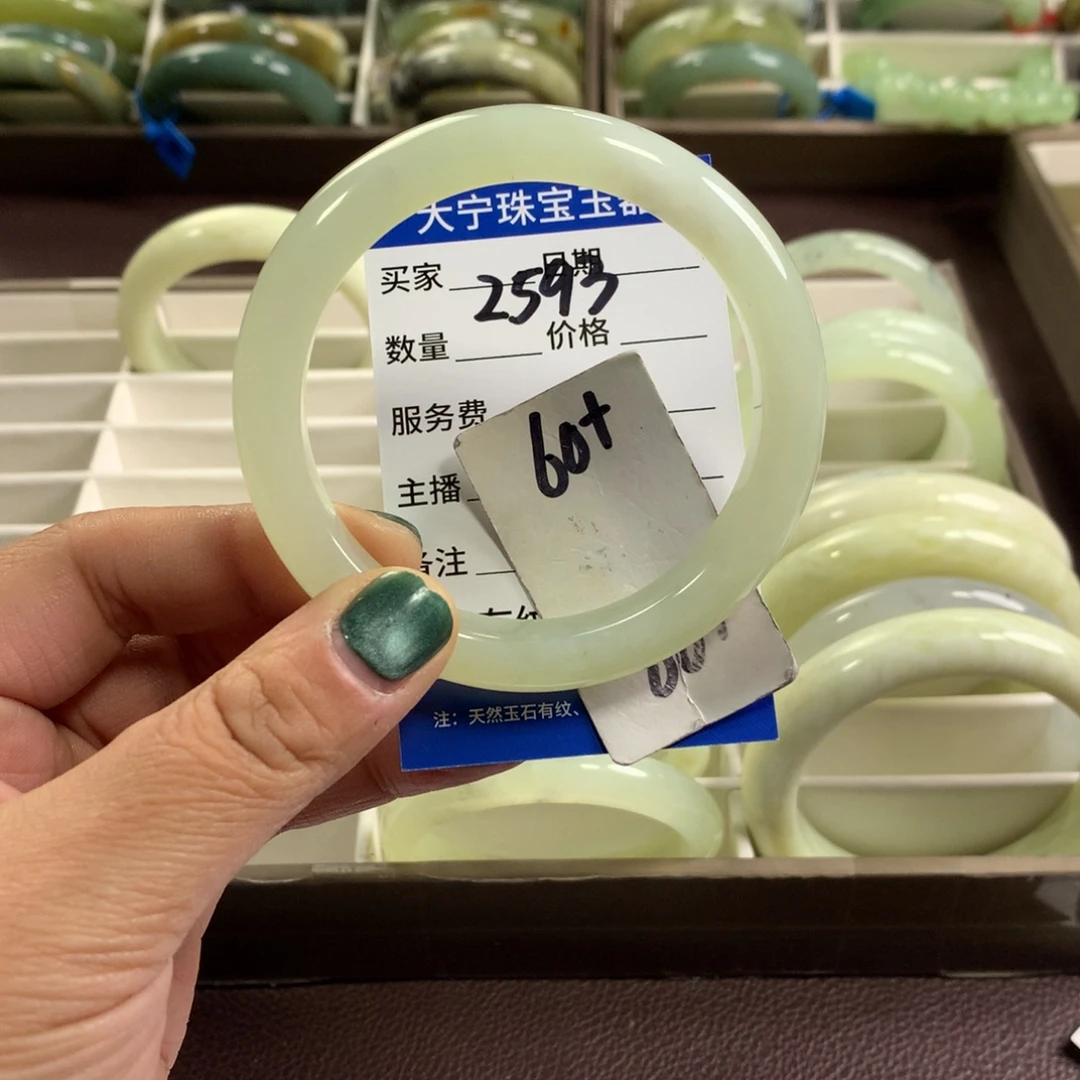 大宁珠宝玉器
买家 日期
2593
数量 价格
服务费
60+
主播
备注
注：天然玉石有纹、